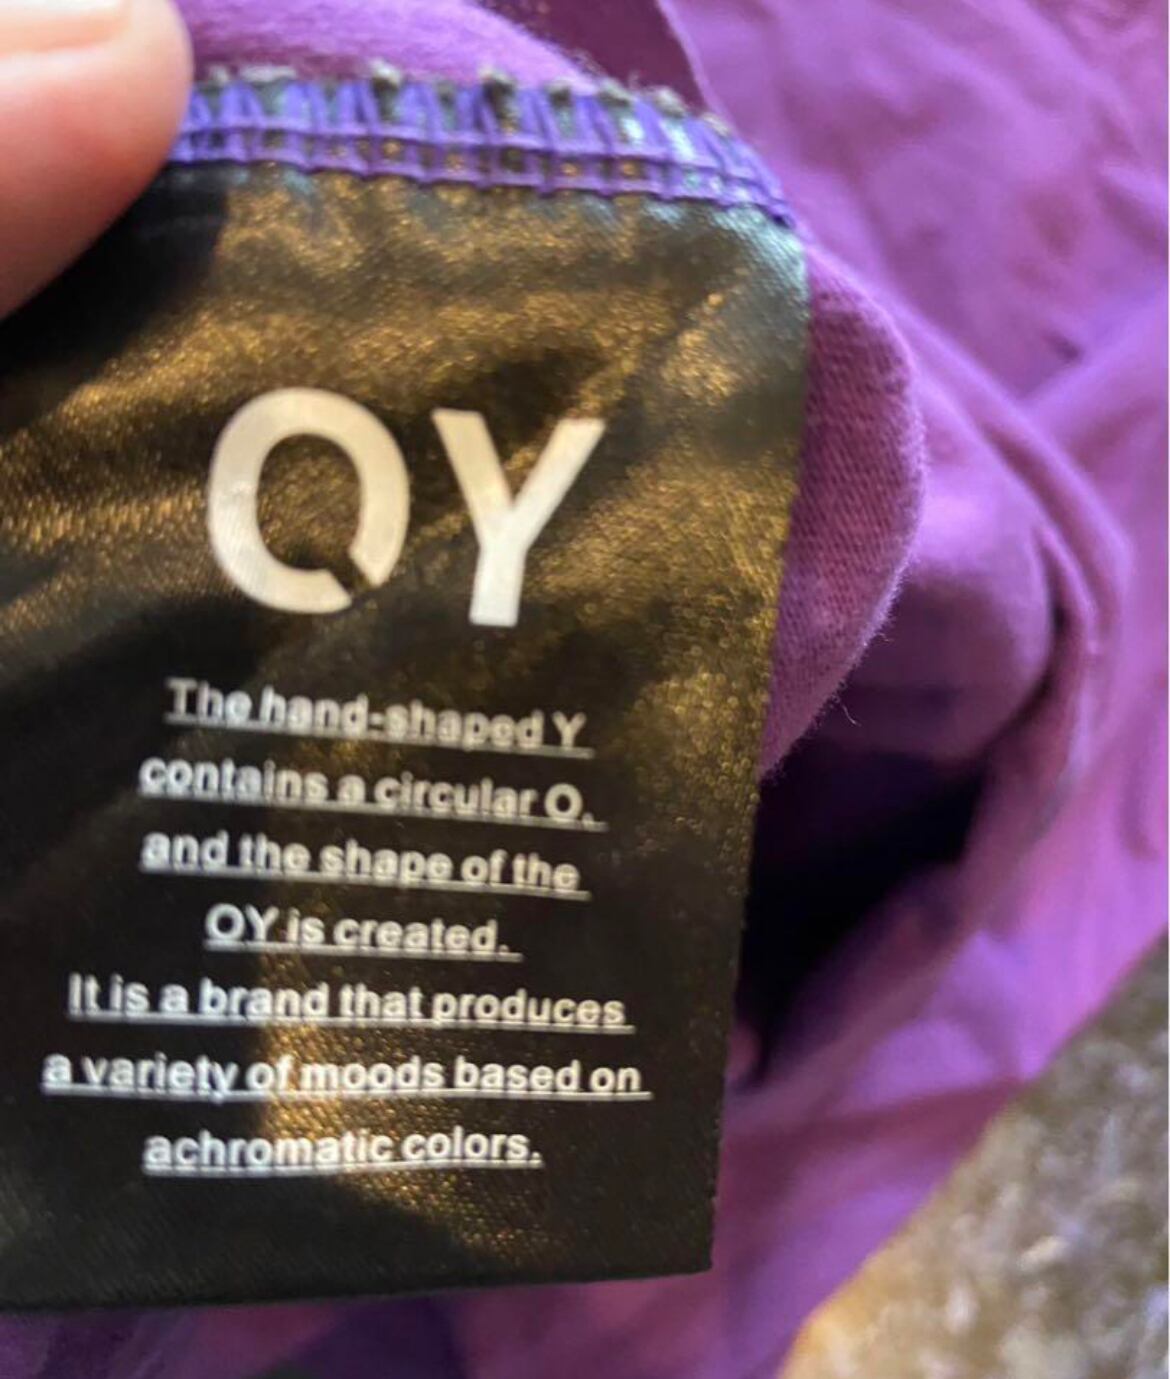 OY
The hand-shaped Y
contains a circular O,
and the shape of the
OY is created.
It is a brand that produces
a variety of moods based on
achromatic colors.